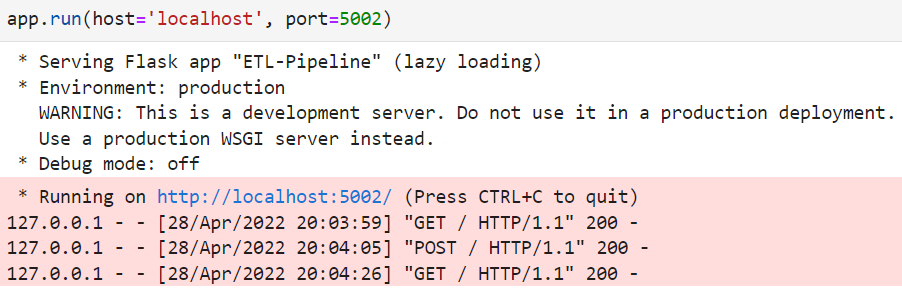 app.run(host='localhost', port=5002)
* Serving Flask app "ETL-Pipeline" (lazy loading)
* Environment: production
WARNING: This is a development server. Do not use it in a production deployment.
Use a production WSGI server instead.
* Debug mode: off
* Running on http://localhost:5002/ (Press CTRL+C to quit)
127.0.0.1 - - [28/Apr/2022 20:03:59] "GET / HTTP/1.1" 200 -
127.0.0.1 - - [28/Apr/2022 20:04:05] "POST / HTTP/1.1" 200 -
127.0.0.1 - - [28/Apr/2022 20:04:26] "GET / HTTP/1.1" 200 -